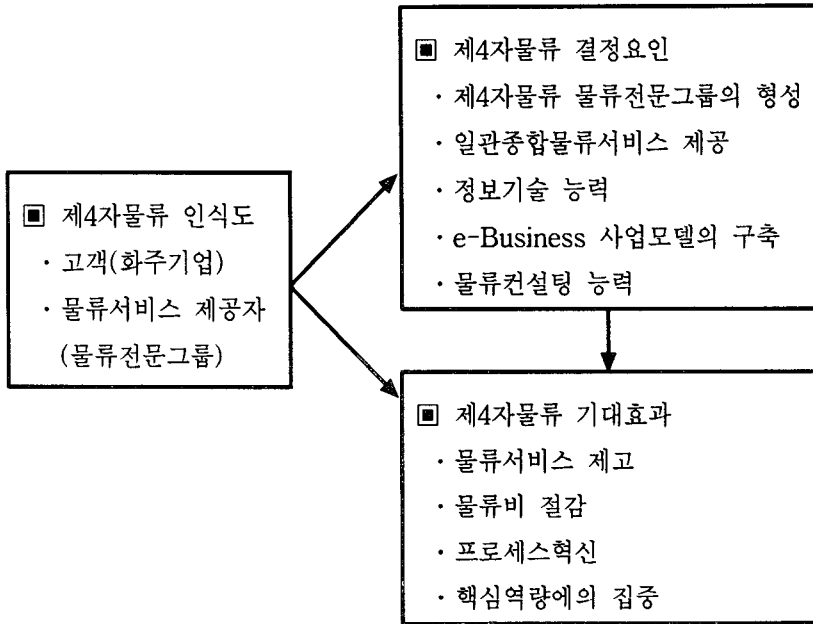 ▣ 제4자물류 인식도
· 고객(화주기업)
· 물류서비스 제공자
(물류전문그룹)
▣ 제4자물류 결정요인
· 제4자물류 물류전문그룹의 형성
· 일관종합물류서비스 제공
· 정보기술 능력
· e-Business 사업모델의 구축
· 물류컨설팅 능력
▣ 제4자물류 기대효과
· 물류서비스 제고
· 물류비 절감
· 프로세스혁신
· 핵심역량에의 집중